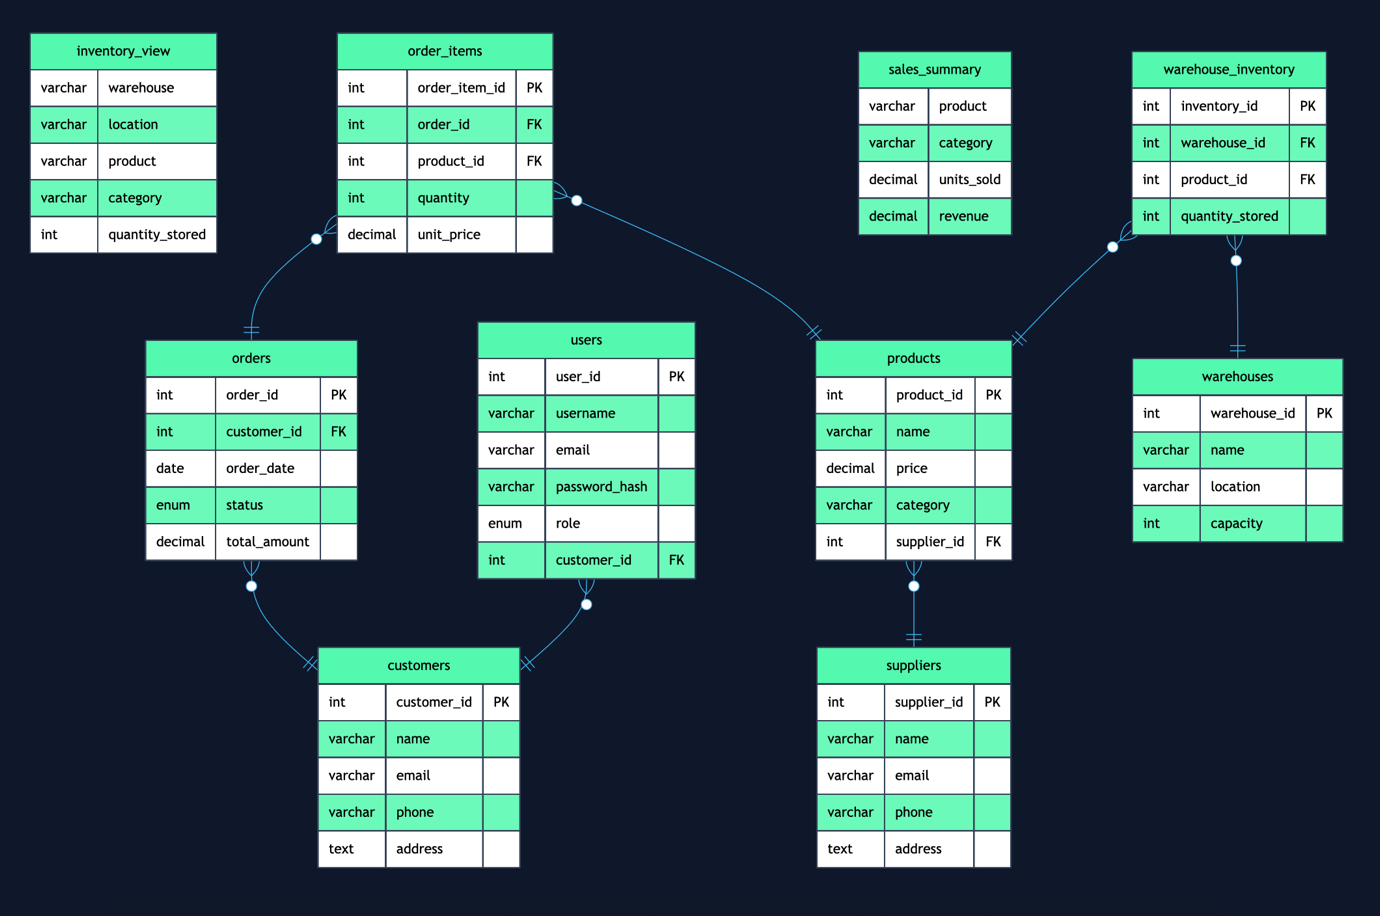 inventory_view
varchar warehouse
varchar location
varchar product
varchar category
int quantity_stored
order_items
int order_item_id PK
int order_id FK
int product_id FK
int quantity
decimal unit_price
sales_summary
varchar product
varchar category
decimal units_sold
decimal revenue
warehouse_inventory
int inventory_id PK
int warehouse_id FK
int product_id FK
int quantity_stored
orders
int order_id PK
int customer_id FK
date order_date
enum status
decimal total_amount
users
int user_id PK
varchar username
varchar email
varchar password_hash
enum role
int customer_id FK
products
int product_id PK
varchar name
decimal price
varchar category
int supplier_id FK
warehouses
int warehouse_id PK
varchar name
varchar location
int capacity
customers
int customer_id PK
varchar name
varchar email
varchar phone
text address
suppliers
int supplier_id PK
varchar name
varchar email
varchar phone
text address